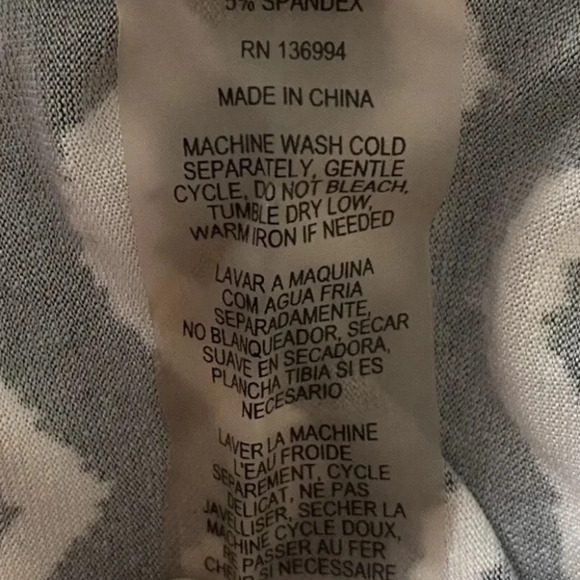 5% SPANDEX
RN 136994
MADE IN CHINA
MACHINE WASH COLD
SEPARATELY, GENTLE
CYCLE, DO NOT BLEACH,
TUMBLE DRY LOW,
WARM IRON IF NEEDED
LAVAR A MAQUINA
COM AGUA FRIA
SEPARADAMENTE,
NO BLANQUEADOR, SECAR
SUAVE EN SECADORA,
PLANCHA TIBIA SI ES
NECESARIO
LAVER LA MACHINE
L'EAU FROIDE
SEPAREMENT, CYCLE
DELICAT, NE PAS
JAVELLISER, SECHER LA
MACHINE CYCLE DOUX,
PASSER AU FER
SI